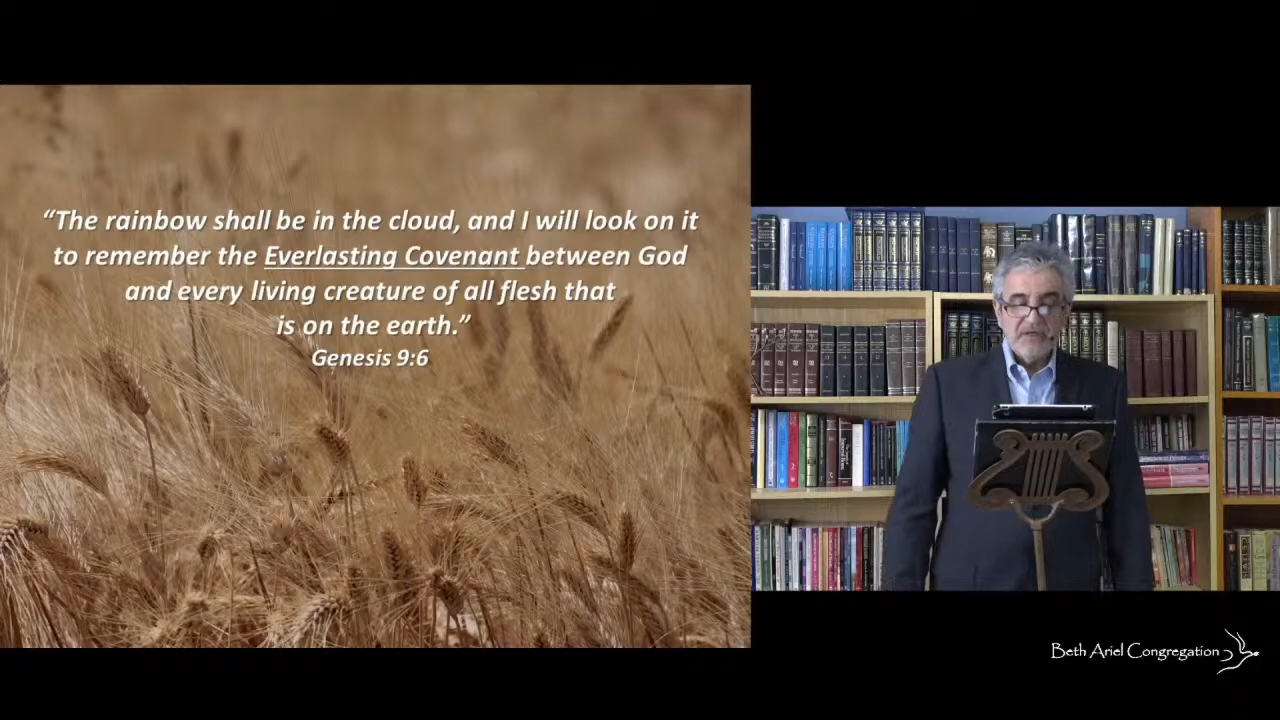 “The rainbow shall be in the cloud, and I will look on it
to remember the Everlasting Covenant between God
and every living creature of all flesh that
is on the earth.”
Genesis 9:6
Beth Ariel Congregation